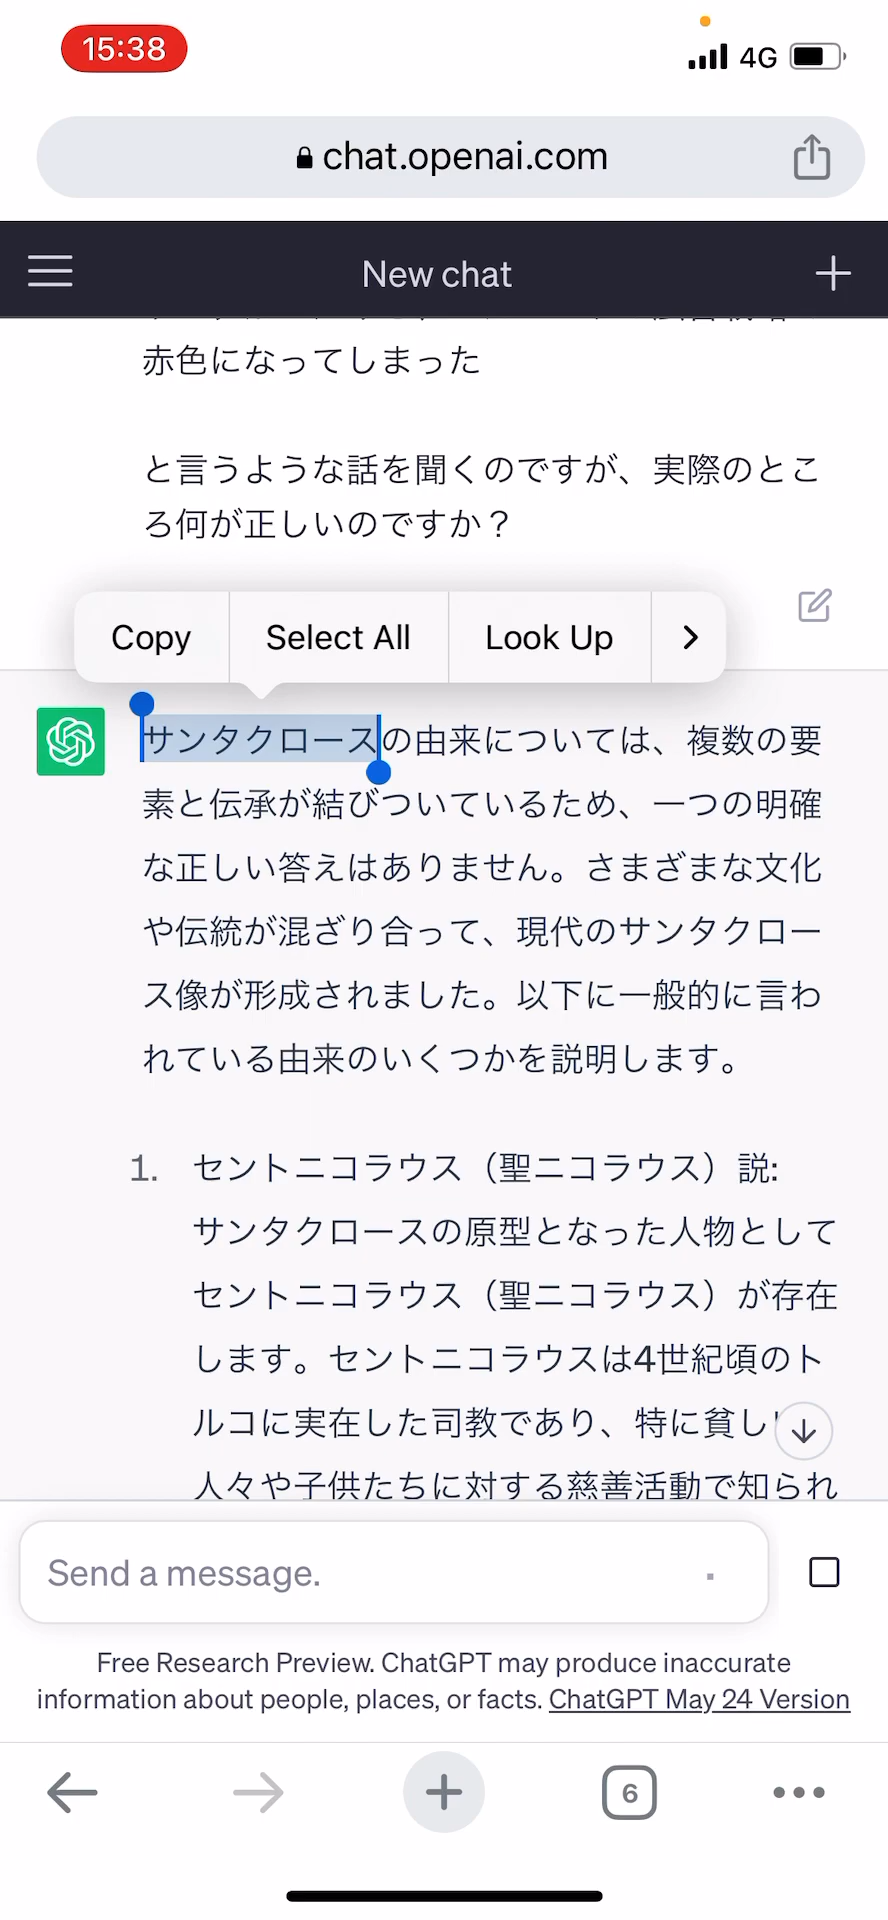 15:38
4G
chat.openai.com
New chat
赤色になってしまった
と言うような話を聞くのですが、実際のとこ
ろ何が正しいのですか？
Copy
Select All
Look Up
サンタクロースの由来については、複数の要
素と伝承が結びついているため、一つの明確
な正しい答えはありません。さまざまな文化
や伝統が混ざり合って、現代のサンタクロー
ス像が形成されました。以下に一般的に言わ
れている由来のいくつかを説明します。
1. セントニコラウス（聖ニコラウス）説:
サンタクロースの原型となった人物として
セントニコラウス（聖ニコラウス）が存在
します。セントニコラウスは4世紀頃のト
ルコに実在した司教であり、特に貧し
人々や子供たちに対する慈善活動で知られ
Send a message.
Free Research Preview. ChatGPT may produce inaccurate
information about people, places, or facts. ChatGPT May 24 Version
6